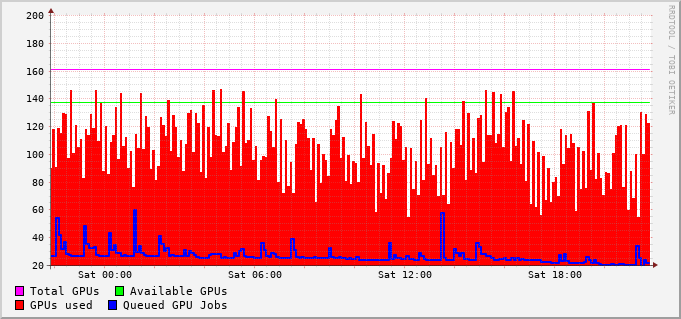 200
180
160
140
120
100
80
60
40
20
Sat 00:00 Sat 06:00 Sat 12:00 Sat 18:00
Total GPUs Available GPUs
GPUs used Queued GPU Jobs
RRDTOOL / TOBI OETIKER